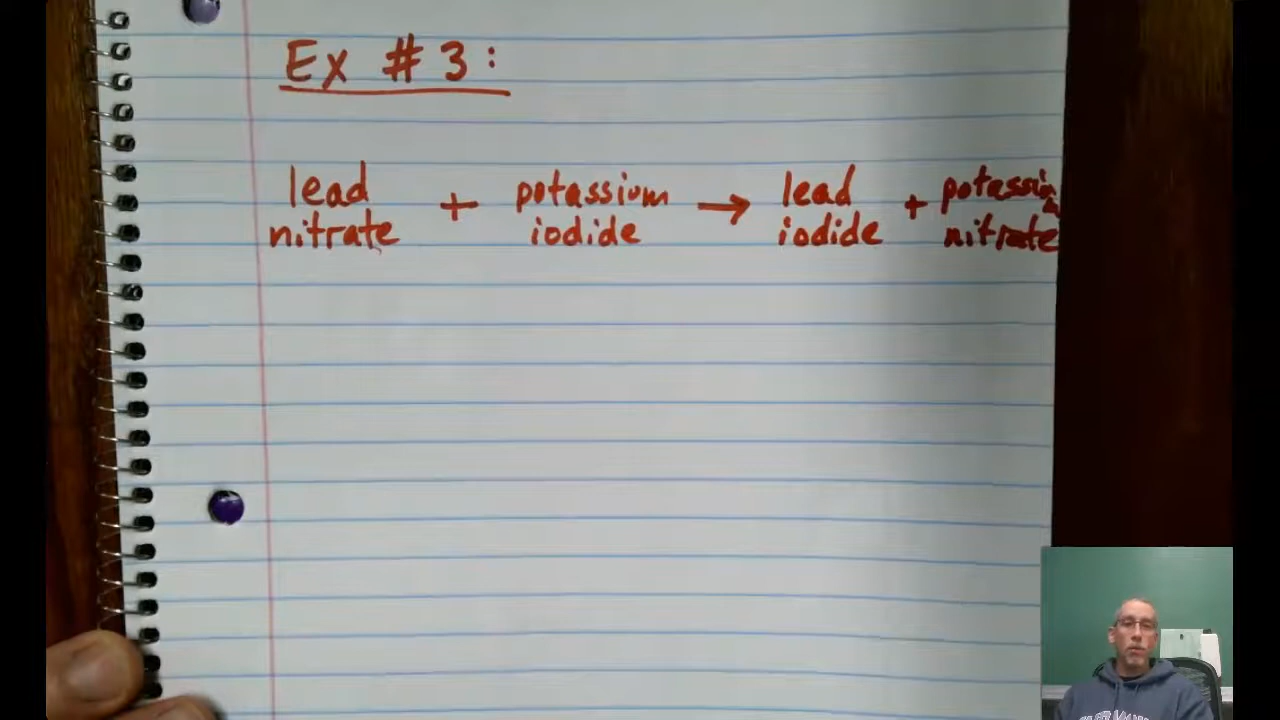 Ex # 3:
lead + potassium → lead + potassium
nitrate iodide iodide nitrate